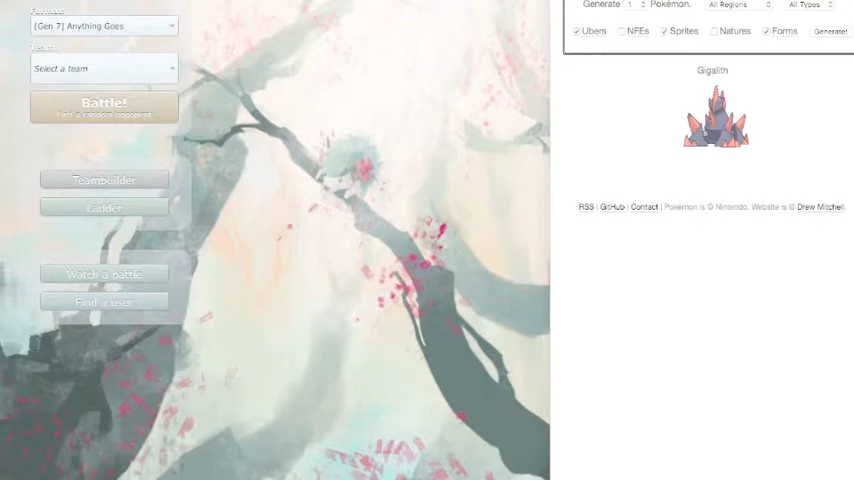 Format:
[Gen 7] Anything Goes
Team:
Select a team
Battle!
Find a random opponent
Teambuilder
Ladder
Watch a battle
Find a user
Generate 1 Pokémon. All Regions All Types
Ubers NFEs Sprites Natures Forms Generate!
Gigalith
RSS | GitHub | Contact | Pokémon is © Nintendo. Website is © Drew Mitchell.